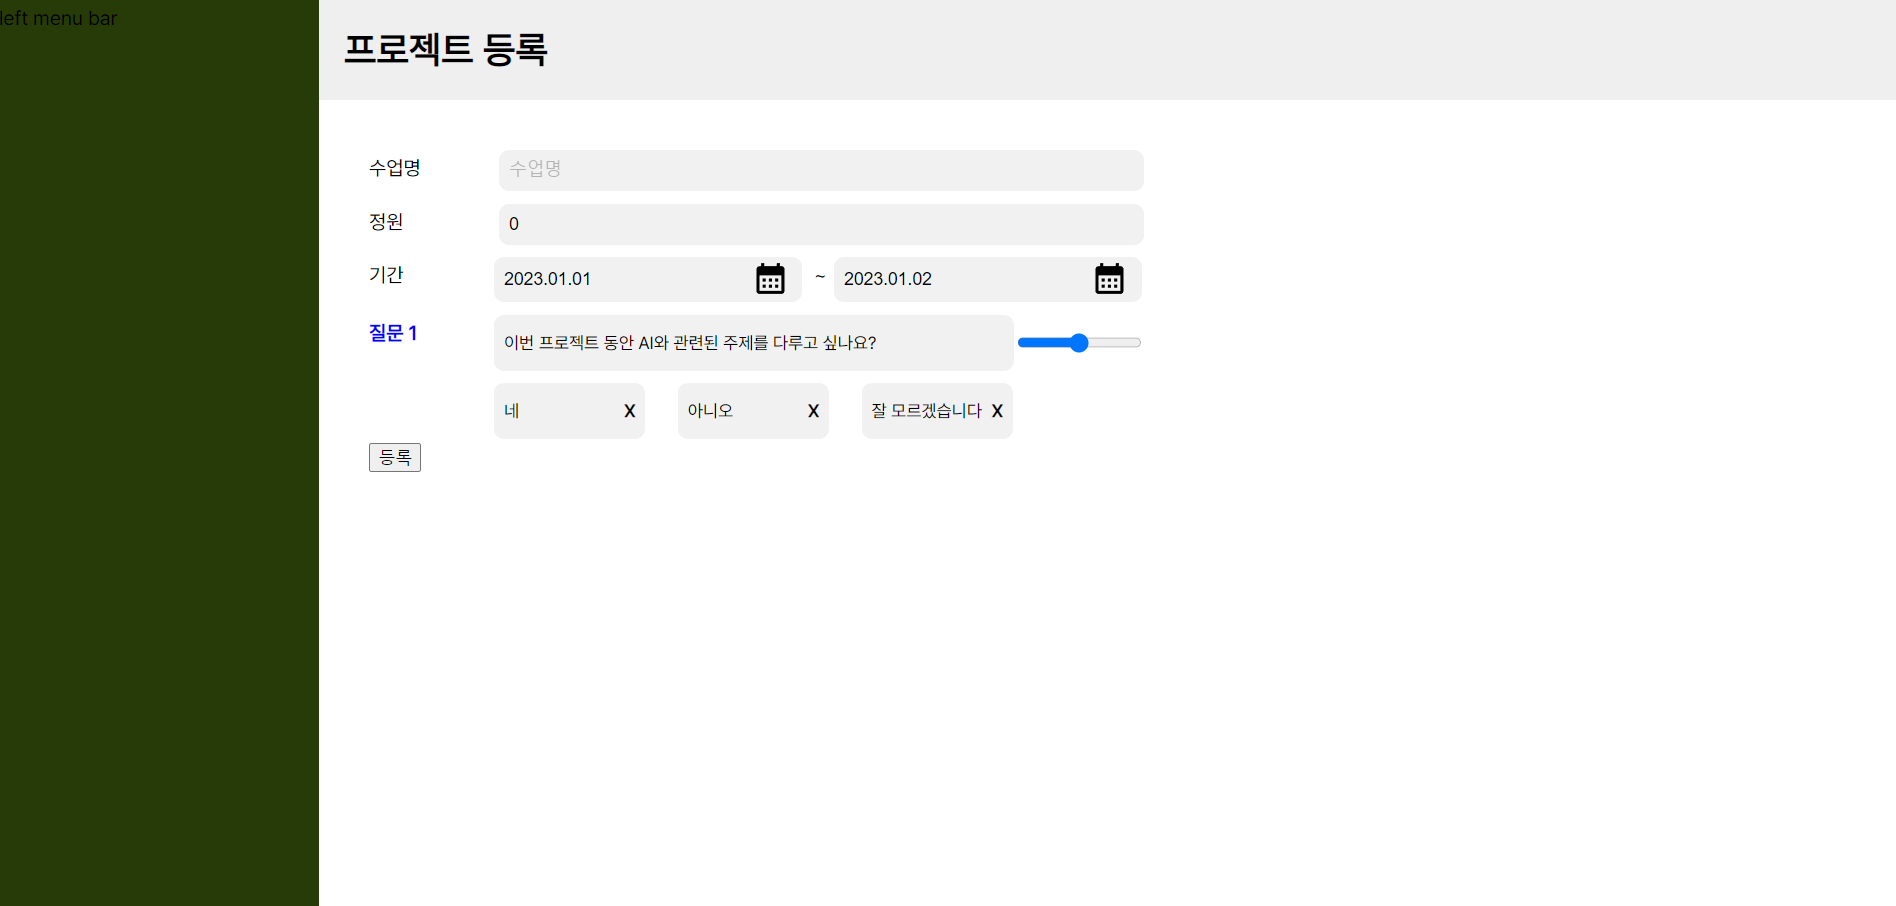 left menu bar
프로젝트 등록
수업명 수업명
정원 0
기간 2023.01.01 ~ 2023.01.02
질문 1 이번 프로젝트 동안 AI와 관련된 주제를 다루고 싶나요?
네 X 아니오 X 잘 모르겠습니다 X
등록